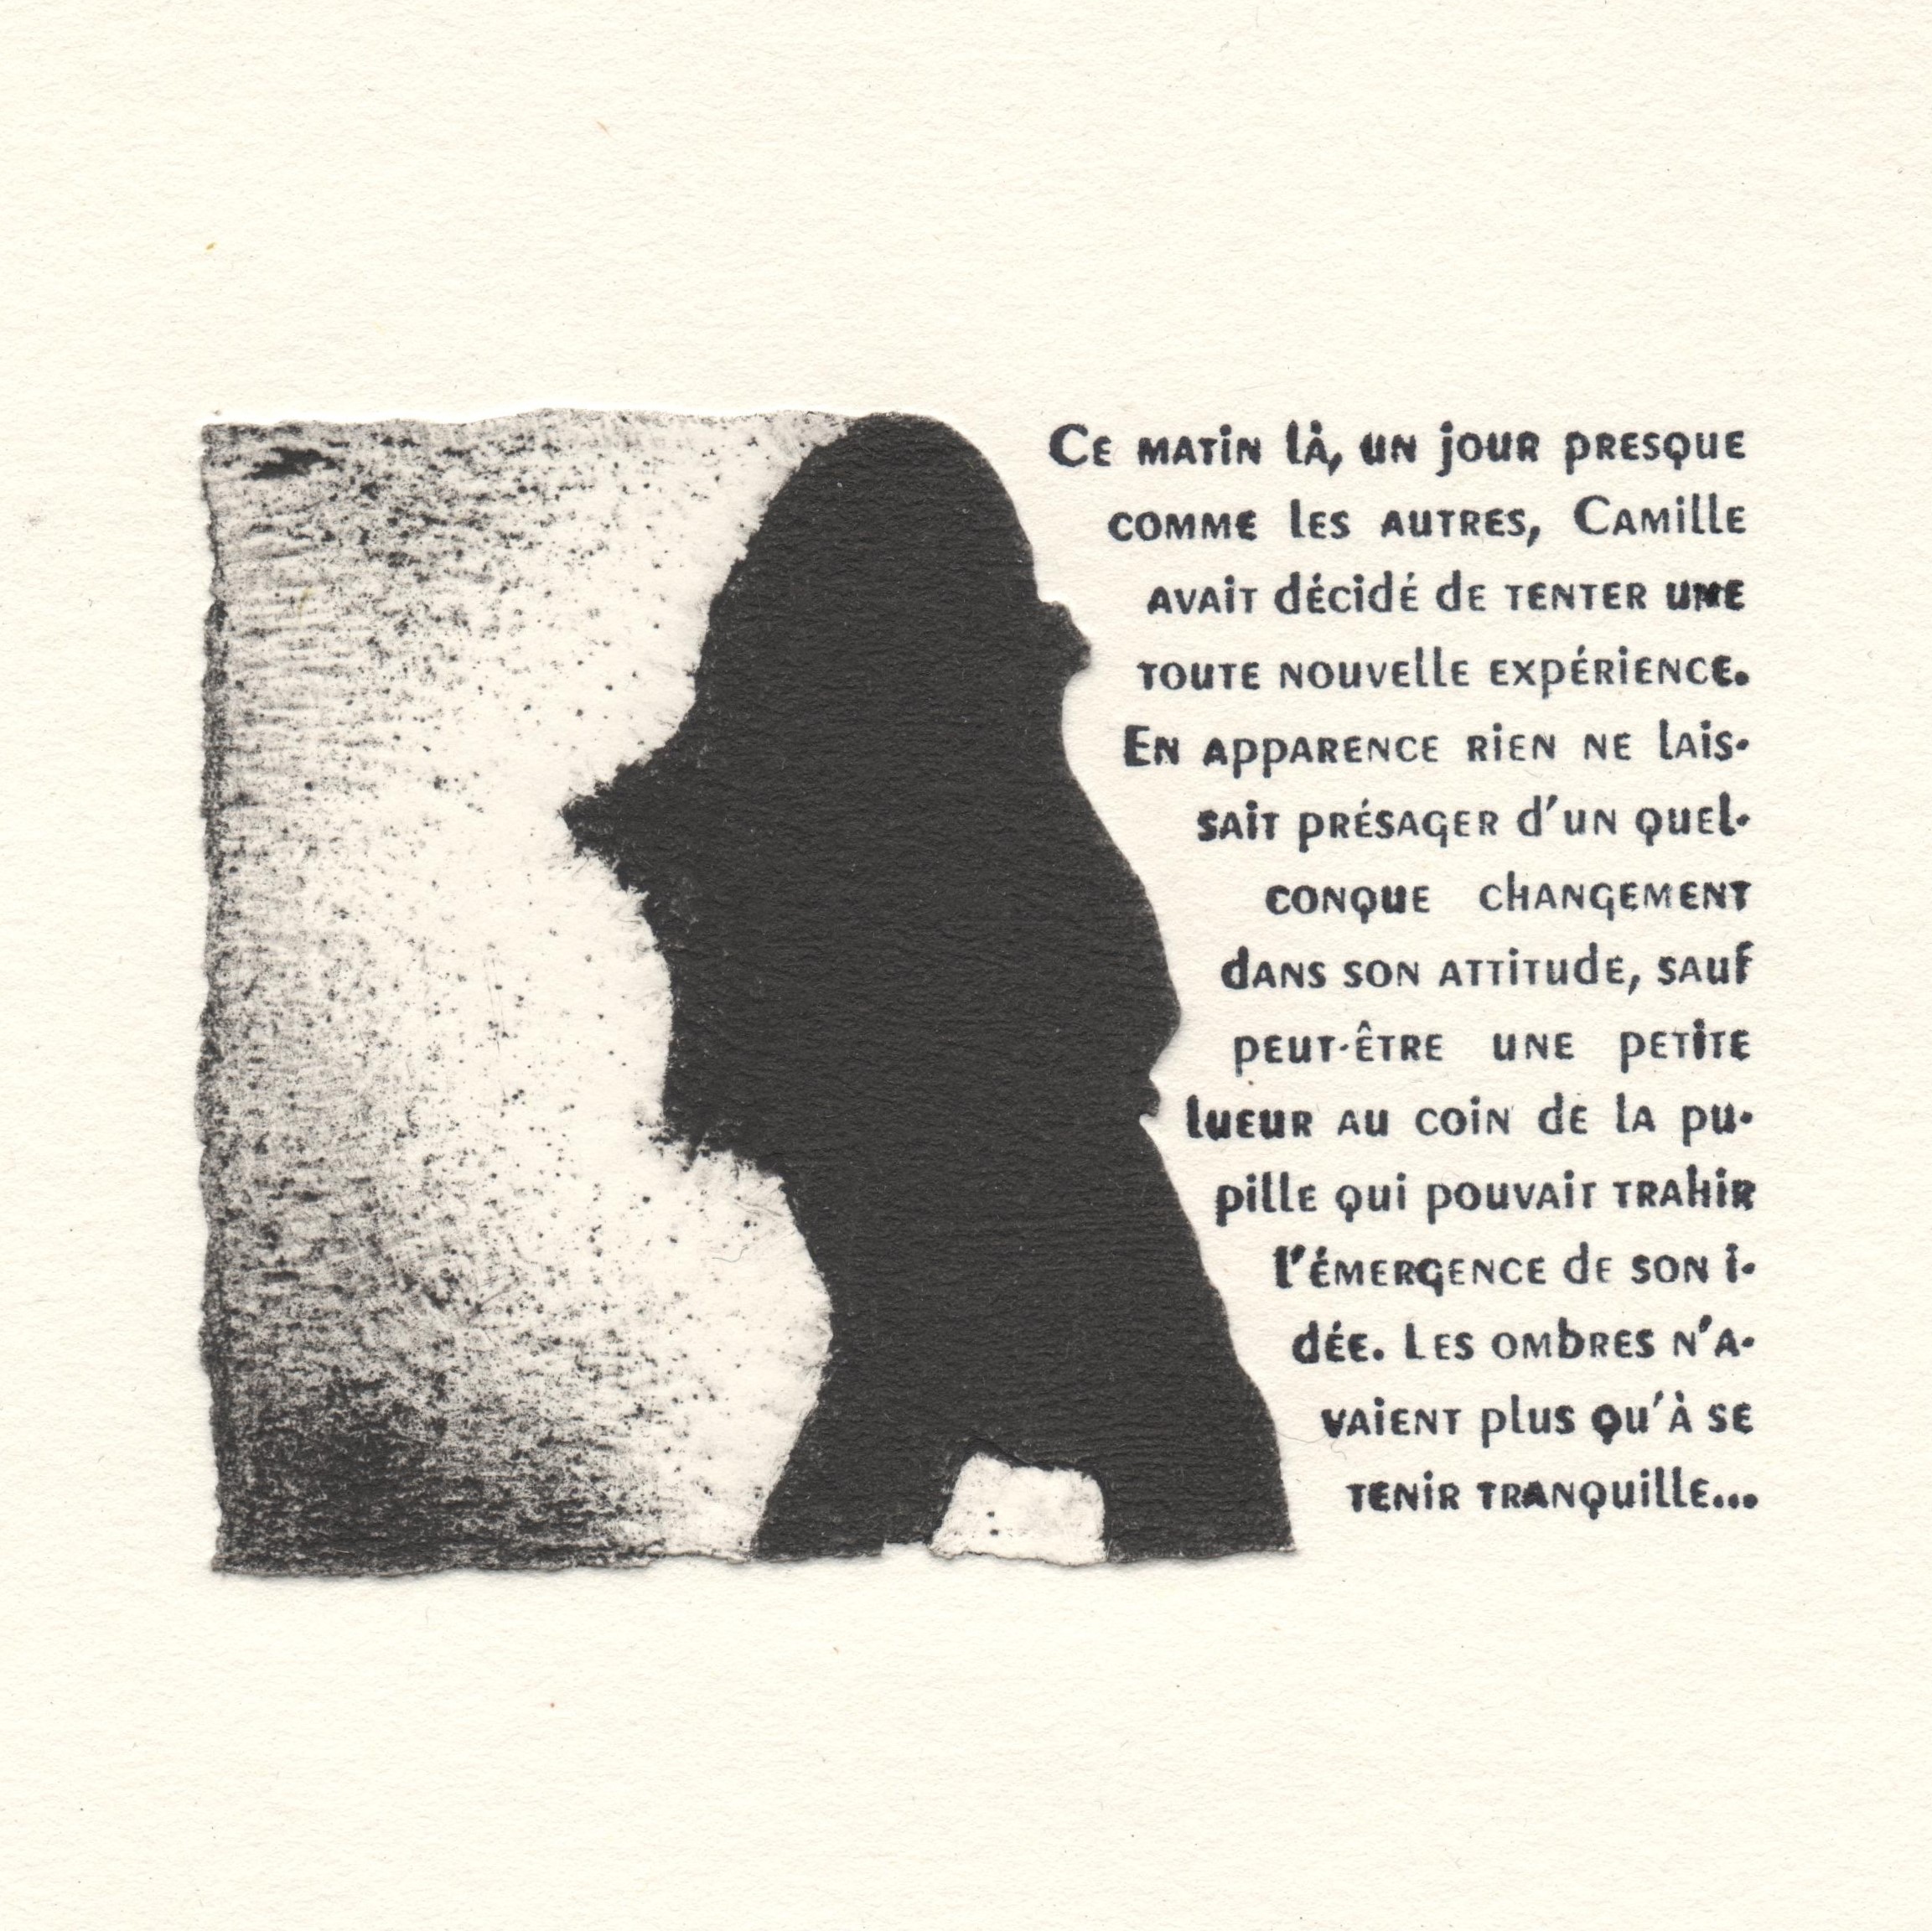 Ce matin là, un jour presque
comme les autres, Camille
avait décidé de tenter une
toute nouvelle expérience.
En apparence rien ne lais-
sait présager d'un quel-
conque changement
dans son attitude, sauf
peut-être une petite
lueur au coin de la pu-
pille qui pouvait trahir
l'émergence de son i-
dée. Les ombres n'a-
vaient plus qu'à se
tenir tranquille...